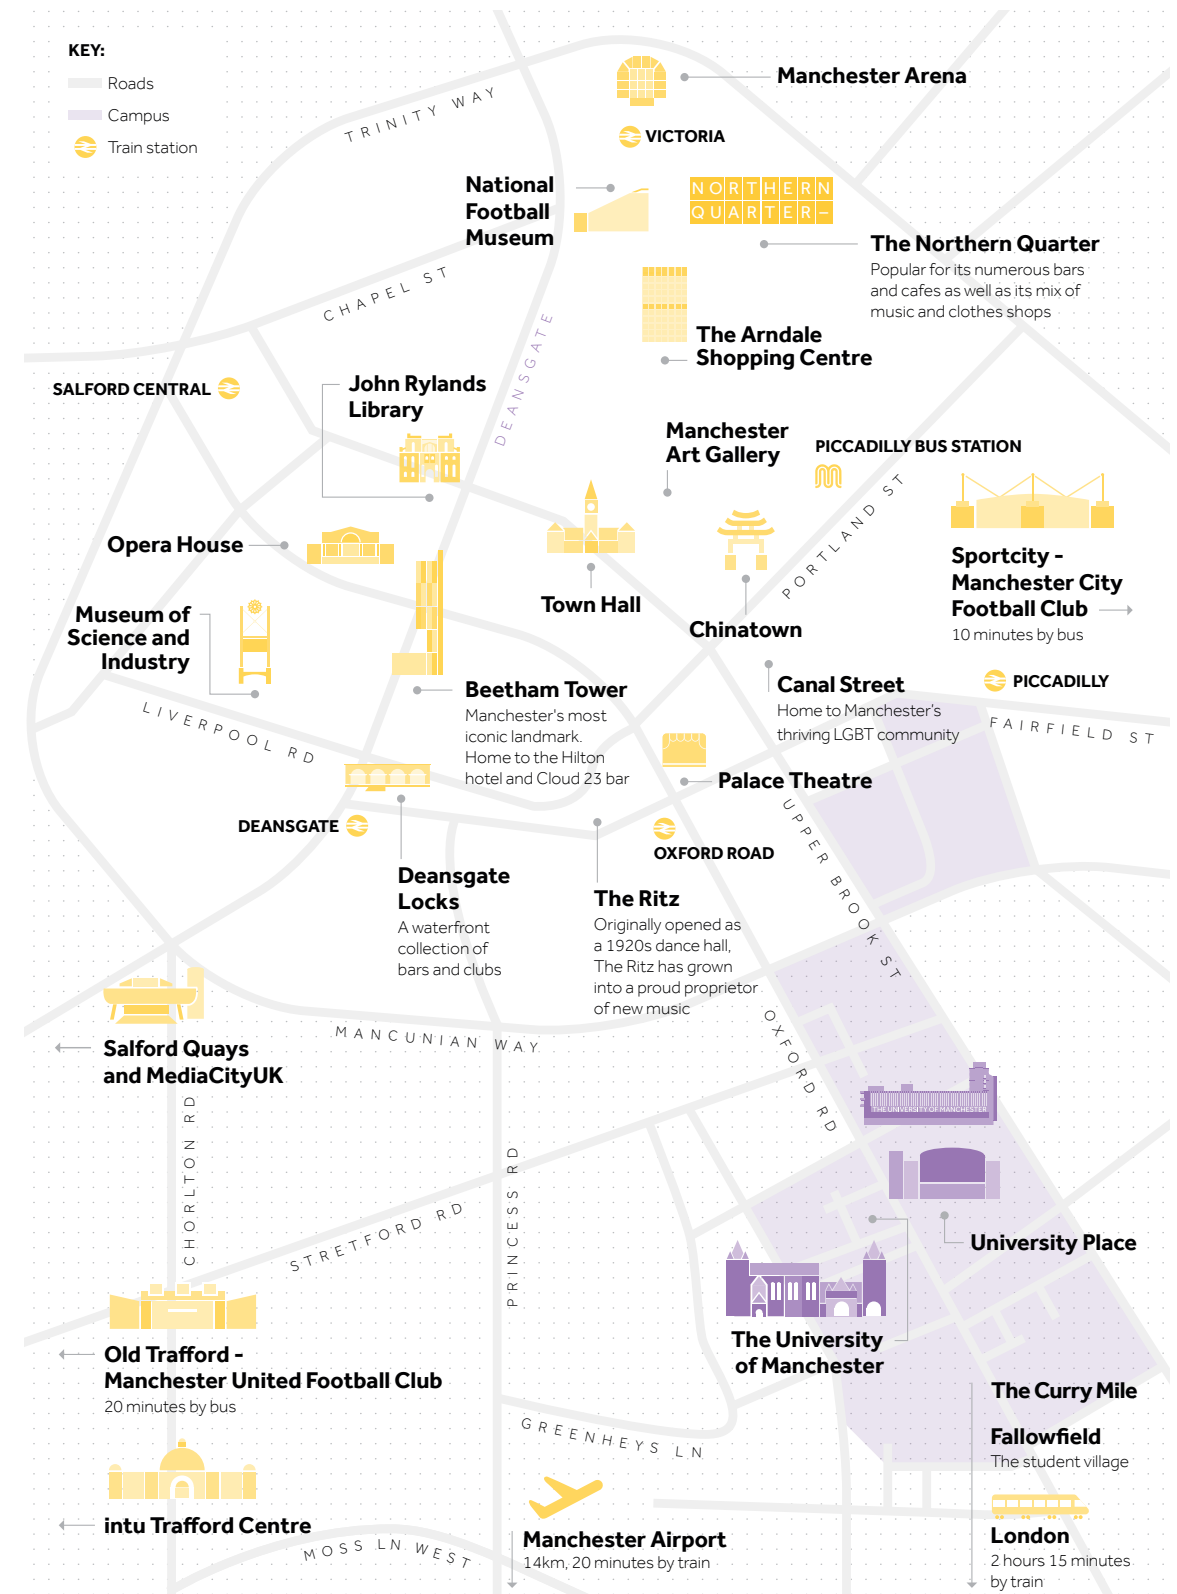 KEY:
Roads
Campus
Train station
Manchester Arena
TRINITY WAY
VICTORIA
National
Football
Museum
NORTHERN
QUARTER–
The Northern Quarter
Popular for its numerous bars
and cafes as well as its mix of
music and clothes shops
CHAPEL ST
DEANSGATE
The Arndale
Shopping Centre
SALFORD CENTRAL
John Rylands
Library
Manchester
Art Gallery
PICCADILLY BUS STATION
PORTLAND ST
Opera House
Sportcity -
Manchester City
Football Club
10 minutes by bus
Town Hall
Chinatown
Museum of
Science and
Industry
Beetham Tower
Manchester's most
iconic landmark.
Home to the Hilton
hotel and Cloud 23 bar
Canal Street
Home to Manchester's
thriving LGBT community
PICCADILLY
FAIRFIELD ST
LIVERPOOL RD
Palace Theatre
UPPER BROOK ST
DEANSGATE
OXFORD ROAD
Deansgate
Locks
A waterfront
collection of
bars and clubs
The Ritz
Originally opened as
a 1920s dance hall,
The Ritz has grown
into a proud proprietor
of new music
OXFORD RD
MANCUNIAN WAY
Salford Quays
and MediaCityUK
CHORLTON RD
THE UNIVERSITY OF MANCHESTER
PRINCESS RD
STRETFORD RD
University Place
The University
of Manchester
Old Trafford -
Manchester United Football Club
20 minutes by bus
The Curry Mile
GREENHEYS LN
Fallowfield
The student village
intu Trafford Centre
MOSS LN WEST
Manchester Airport
14km, 20 minutes by train
London
2 hours 15 minutes
by train